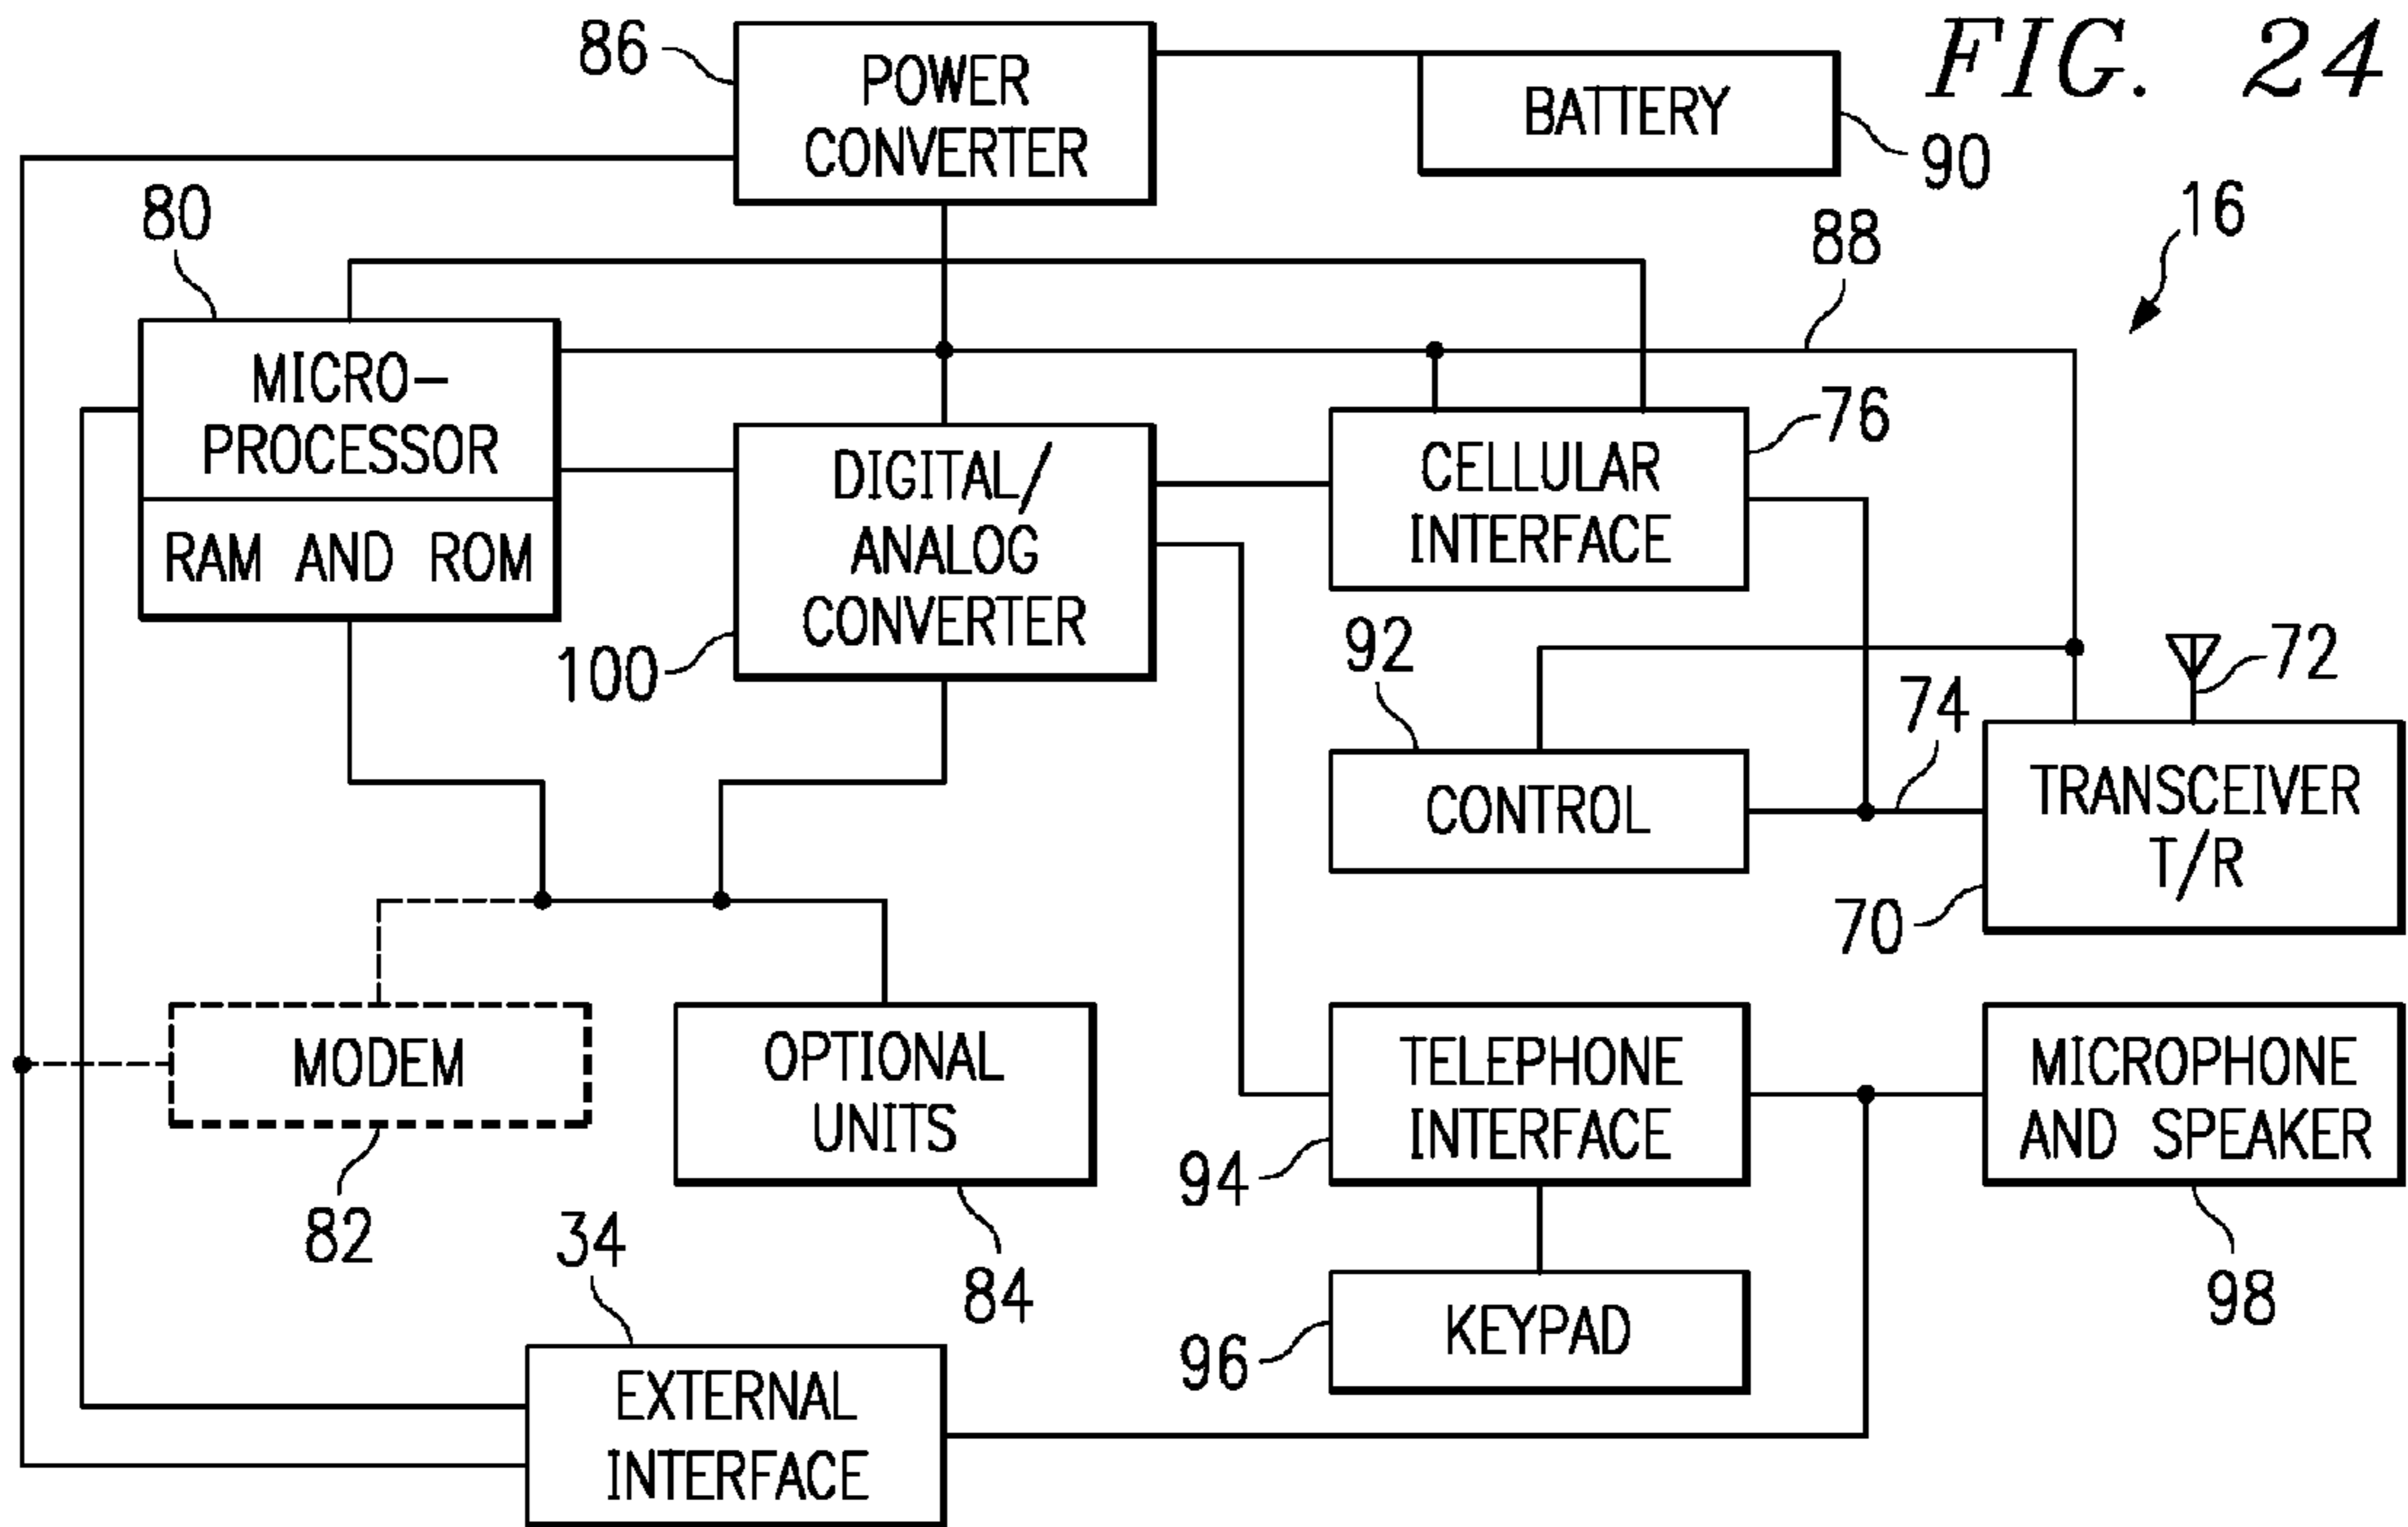 FIG. 24
86
POWER
CONVERTER
BATTERY
90
16
80
88
MICRO-
PROCESSOR
RAM AND ROM
DIGITAL/
ANALOG
CONVERTER
100
CELLULAR
INTERFACE
76
92
CONTROL
74
72
TRANSCEIVER
T/R
70
MODEM
82
OPTIONAL
UNITS
84
TELEPHONE
INTERFACE
94
MICROPHONE
AND SPEAKER
98
34
EXTERNAL
INTERFACE
96
KEYPAD